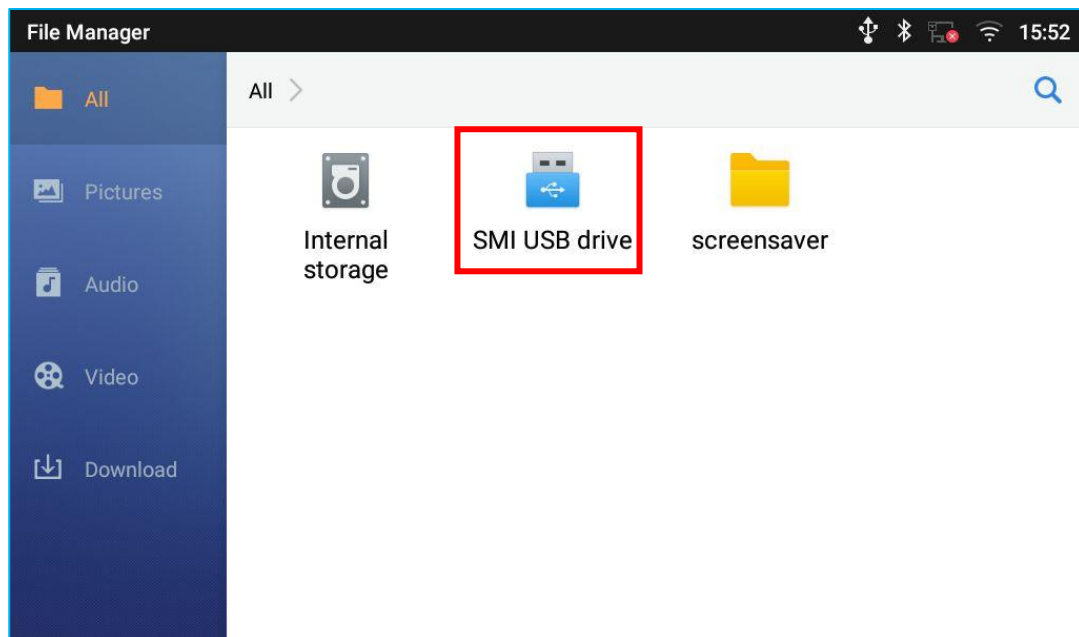 File Manager
15:52
All
All
Pictures
Internal
storage
SMI USB drive
screensaver
Audio
Video
Download